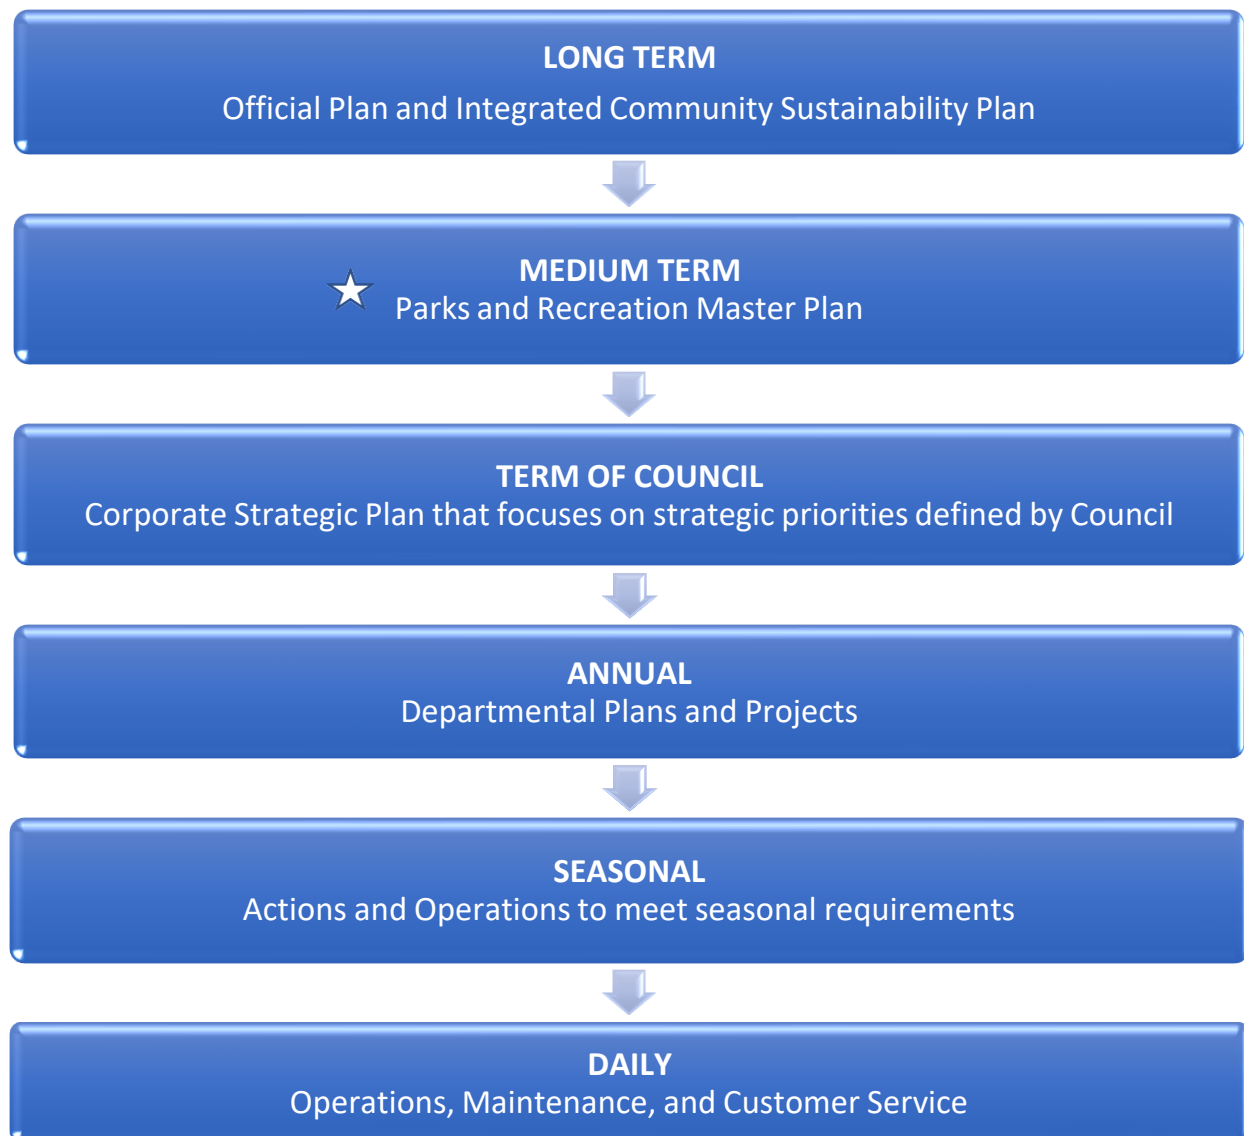 LONG TERM
Official Plan and Integrated Community Sustainability Plan
MEDIUM TERM
Parks and Recreation Master Plan
TERM OF COUNCIL
Corporate Strategic Plan that focuses on strategic priorities defined by Council
ANNUAL
Departmental Plans and Projects
SEASONAL
Actions and Operations to meet seasonal requirements
DAILY
Operations, Maintenance, and Customer Service